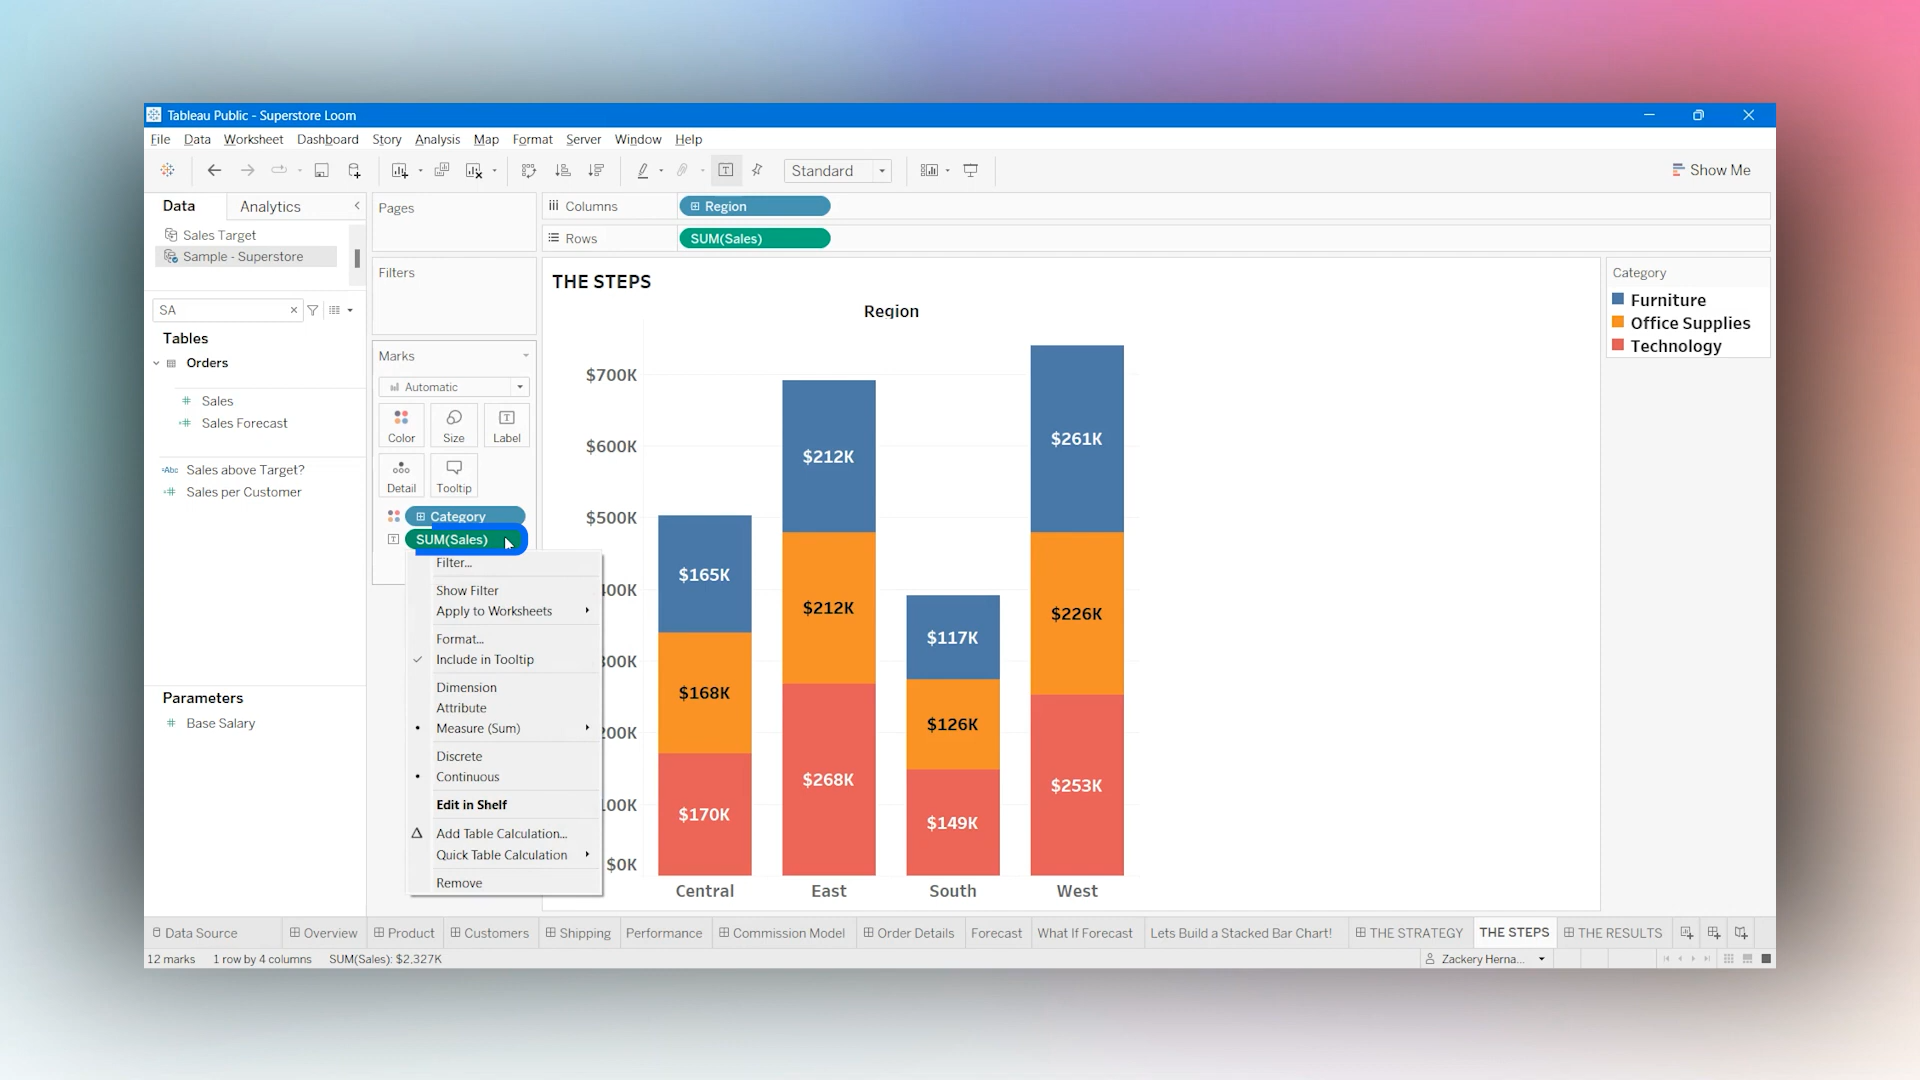 Tableau Public - Superstore Loom
File Data Worksheet Dashboard Story Analysis Map Format Server Window Help
Standard
Show Me
Data
Analytics
Sales Target
Sample - Superstore
SA
Tables
Orders
Sales
Sales Forecast
Abc Sales above Target?
Sales per Customer
Parameters
Base Salary
Pages
Filters
Marks
Automatic
Color
Size
Label
Detail
Tooltip
Category
SUM(Sales)
Filter...
Show Filter
Apply to Worksheets
Format...
Include in Tooltip
Dimension
Attribute
Measure (Sum)
Discrete
Continuous
Edit in Shelf
Add Table Calculation...
Quick Table Calculation
Remove
Columns
Region
Rows
SUM(Sales)
THE STEPS
Region
$700K
$600K
$500K
400K
300K
200K
100K
$0K
$165K
$168K
$170K
$212K
$212K
$268K
$117K
$126K
$149K
$261K
$226K
$253K
Central
East
South
West
Category
Furniture
Office Supplies
Technology
Data Source
Overview
Product
Customers
Shipping
Performance
Commission Model
Order Details
Forecast
What If Forecast
Lets Build a Stacked Bar Chart!
THE STRATEGY
THE STEPS
THE RESULTS
12 marks
1 row by 4 columns
SUM(Sales): $2,327K
Zackery Herna...